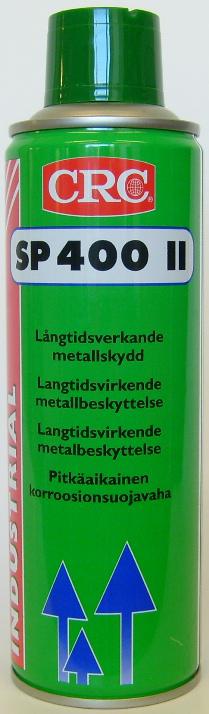 CRC®
SP 400 II
Långtidsverkande
metallskydd
Langtidsvirkende
metallbeskyttelse
Langtidsvirkende
metalbeskyttelse
Pitkäaikainen
korroosionsuojavaha
INDUSTRIAL